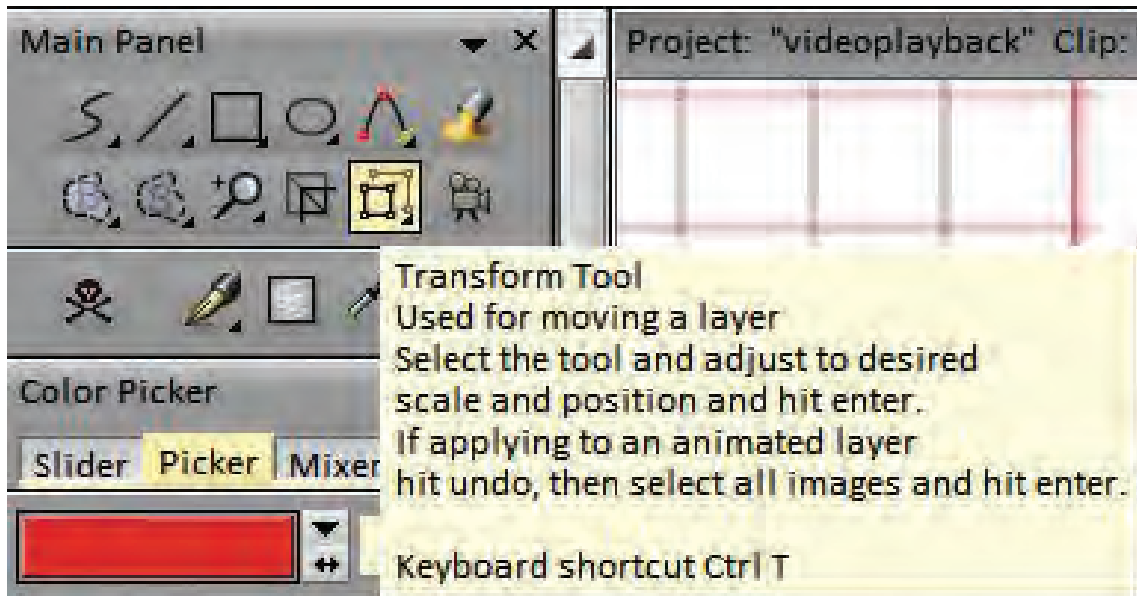 Main Panel
Project: "videoplayback" Clip:
Transform Tool
Used for moving a layer
Select the tool and adjust to desired
scale and position and hit enter.
If applying to an animated layer
hit undo, then select all images and hit enter.
Keyboard shortcut Ctrl T
Color Picker
Slider Picker Mixer